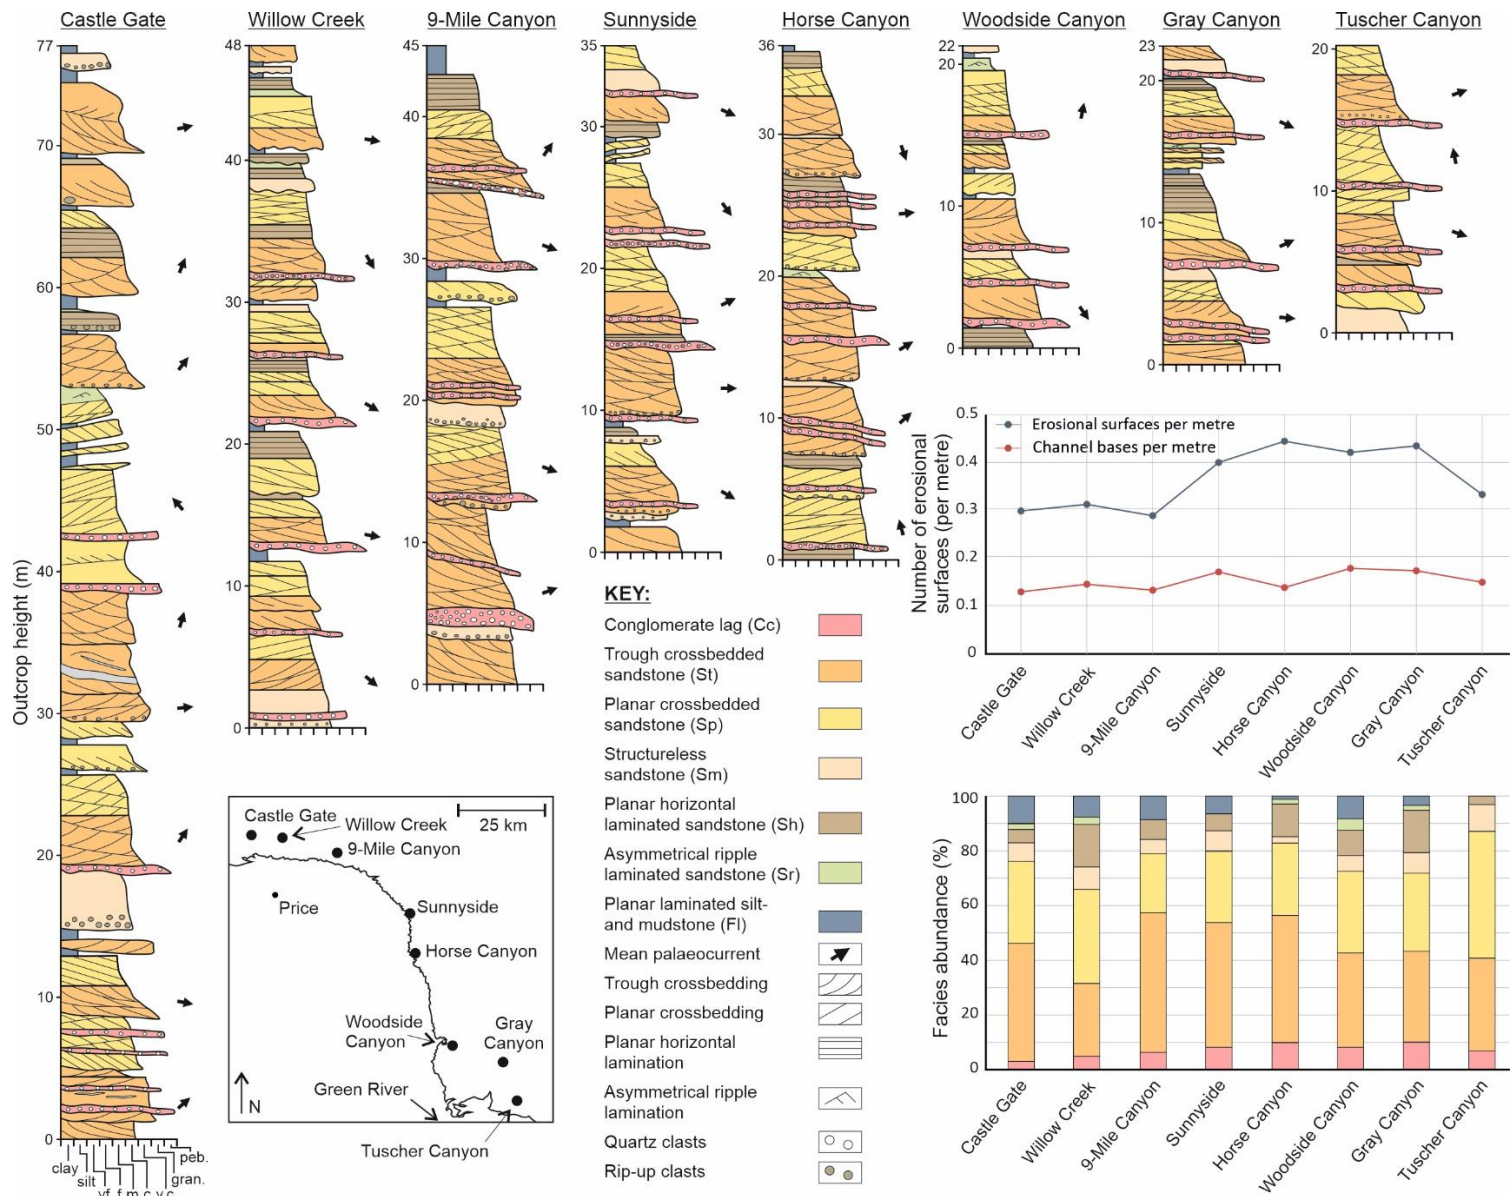 Castle Gate
Willow Creek
9-Mile Canyon
Sunnyside
Horse Canyon
Woodside Canyon
Gray Canyon
Tuscher Canyon
Outcrop height (m)
77
70
60
50
40
30
20
10
0
clay
silt
vf
f
m
c
v.c.
gran.
peb.
48
40
30
20
10
0
45
40
30
20
10
0
35
30
20
10
0
36
30
20
10
0
22
20
10
0
23
20
10
0
20
10
0
KEY:
Conglomerate lag (Cc)
Trough crossbedded
sandstone (St)
Planar crossbedded
sandstone (Sp)
Structureless
sandstone (Sm)
Planar horizontal
laminated sandstone (Sh)
Asymmetrical ripple
laminated sandstone (Sr)
Planar laminated silt-
and mudstone (Fl)
Mean palaeocurrent
Trough crossbedding
Planar crossbedding
Planar horizontal
lamination
Asymmetrical ripple
lamination
Quartz clasts
Rip-up clasts
Castle Gate
Willow Creek
9-Mile Canyon
Price
25 km
Sunnyside
Horse Canyon
Woodside
Canyon
Gray
Canyon
Green River
N
Tuscher Canyon
Number of erosional
surfaces (per metre)
0.5
0.4
0.3
0.2
0.1
0
Erosional surfaces per metre
Channel bases per metre
Castle Gate
Willow Creek
9-Mile Canyon
Sunnyside
Horse Canyon
Woodside Canyon
Gray Canyon
Tuscher Canyon
Facies abundance (%)
100
80
60
40
20
0
Castle Gate
Willow Creek
9-Mile Canyon
Sunnyside
Horse Canyon
Woodside Canyon
Gray Canyon
Tuscher Canyon